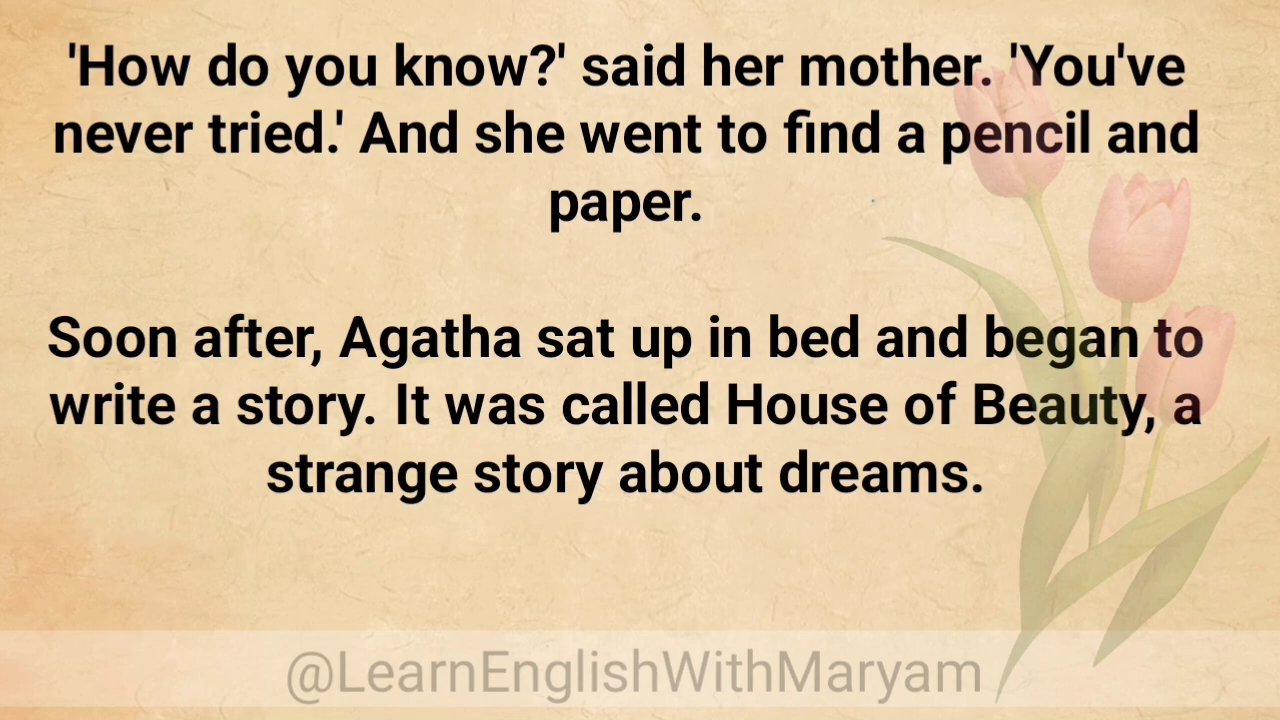 'How do you know?' said her mother. 'You've
never tried.' And she went to find a pencil and
paper.
Soon after, Agatha sat up in bed and began to
write a story. It was called House of Beauty, a
strange story about dreams.
@LearnEnglishWithMaryam